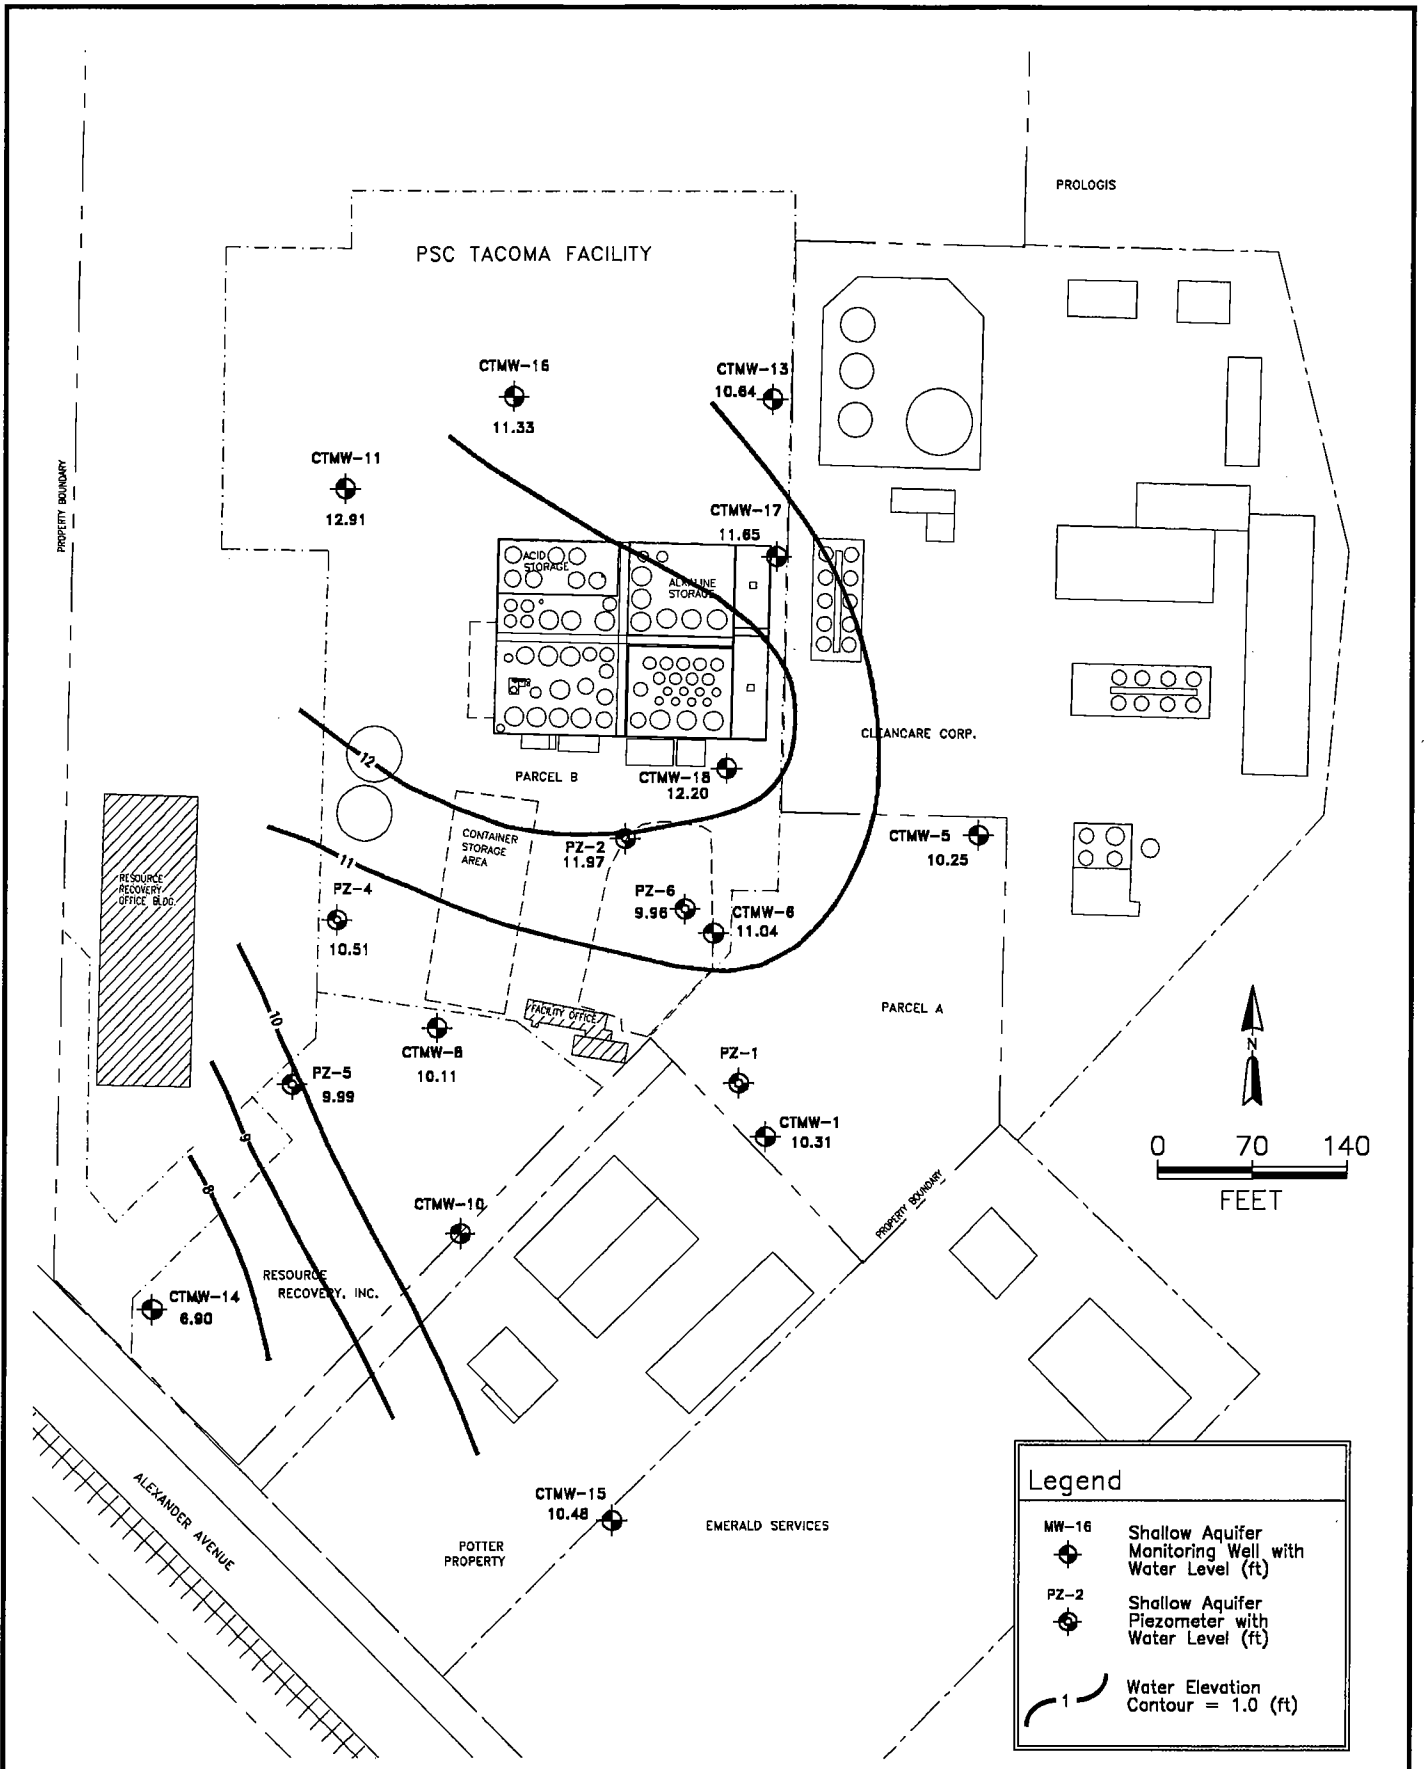 PROLOGIS
PSC TACOMA FACILITY
CTMW-16
11.33
CTMW-13
10.64
CTMW-11
12.91
PROPERTY BOUNDARY
CTMW-17
11.65
ACID
STORAGE
ALKALINE
STORAGE
12
CLEANCARE CORP.
PARCEL B
CTMW-18
12.20
11
CONTAINER
STORAGE
AREA
PZ-2
11.97
CTMW-5
10.25
RESOURCE
RECOVERY
OFFICE BLDG.
PZ-4
10.51
PZ-6
9.96
CTMW-6
11.04
PARCEL A
FACILITY OFFICE
10
CTMW-8
10.11
PZ-1
PZ-5
9.99
N
CTMW-1
10.31
9
0 70 140
FEET
8
PROPERTY BOUNDARY
CTMW-10
RESOURCE
RECOVERY, INC.
CTMW-14
6.90
ALEXANDER AVENUE
CTMW-15
10.48
EMERALD SERVICES
POTTER
PROPERTY
Legend
MW-16
Shallow Aquifer
Monitoring Well with
Water Level (ft)
PZ-2
Shallow Aquifer
Piezometer with
Water Level (ft)
1
Water Elevation
Contour = 1.0 (ft)